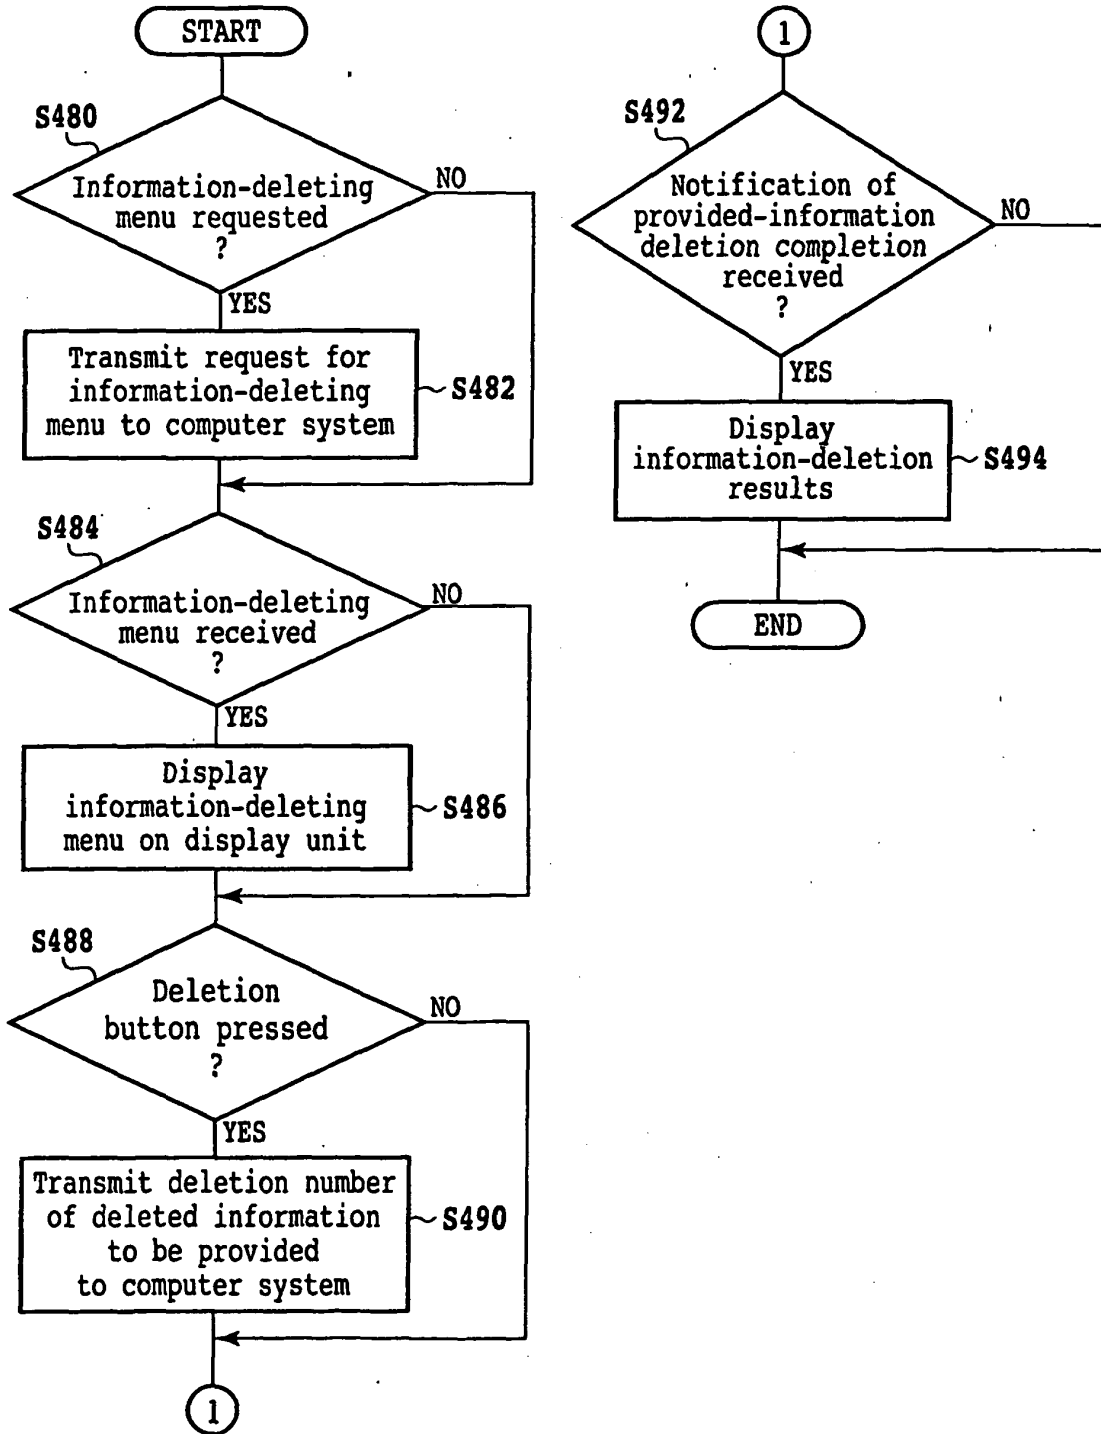 START
S480
Information-deleting
menu requested
?
NO
YES
Transmit request for
information-deleting
menu to computer system
S482
S484
Information-deleting
menu received
?
NO
YES
Display
information-deleting
menu on display unit
S486
S488
Deletion
button pressed
?
NO
YES
Transmit deletion number
of deleted information
to be provided
to computer system
S490
1
1
S492
Notification of
provided-information
deletion completion
received
?
NO
YES
Display
information-deletion
results
S494
END